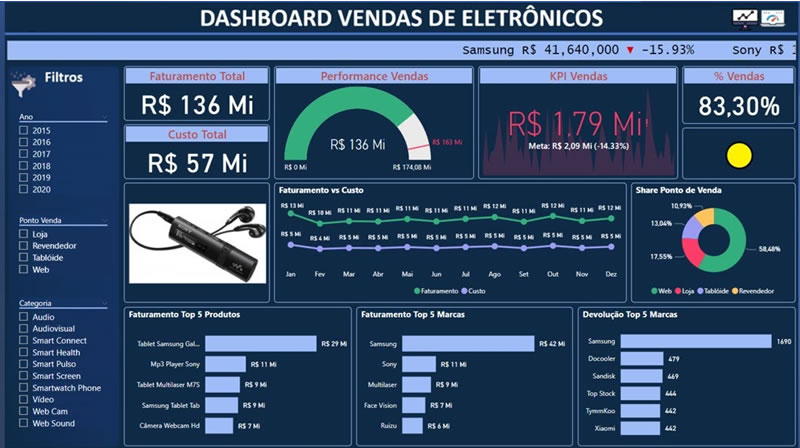 DASHBOARD VENDAS DE ELETRÔNICOS
Samsung R$ 41,640,000 ▼ -15.93% Sony R$
Filtros
Ano
2015
2016
2017
2018
2019
2020
Ponto Venda
Loja
Revendedor
Tablóide
Web
Categoria
Audio
Audiovisual
Smart Connect
Smart Health
Smart Pulso
Smart Screen
Smartwatch Phone
Vídeo
Web Cam
Web Sound
Faturamento Total
R$ 136 Mi
Custo Total
R$ 57 Mi
Performance Vendas
R$ 136 Mi
R$ 163 Mi
R$ 0 Mi
R$ 174,08 Mi
KPI Vendas
R$ 1,79 Mi!
Meta: R$ 2,09 Mi (-14.33%)
% Vendas
83,30%
Faturamento vs Custo
R$ 13 Mi R$ 10 Mi R$ 11 Mi R$ 11 Mi R$ 11 Mi R$ 11 Mi R$ 11 Mi R$ 12 Mi R$ 11 Mi R$ 12 Mi R$ 11 Mi R$ 12 Mi
R$ 5 Mi R$ 4 Mi R$ 5 Mi R$ 5 Mi R$ 5 Mi R$ 5 Mi R$ 5 Mi R$ 5 Mi R$ 5 Mi R$ 5 Mi R$ 5 Mi R$ 5 Mi
Jan Fev Mar Abr Mai Jun Jul Ago Set Out Nov Dez
Faturamento Custo
Share Ponto de Venda
10,93%
13,04%
17,55%
58,48%
Web Loja Tablóide Revendedor
Faturamento Top 5 Produtos
Tablet Samsung Gal... R$ 29 Mi
Mp3 Player Sony R$ 11 Mi
Tablet Multilaser M7S R$ 9 Mi
Samsung Tablet Tab R$ 9 Mi
Câmera Webcam Hd R$ 7 Mi
Faturamento Top 5 Marcas
Samsung R$ 42 Mi
Sony R$ 11 Mi
Multilaser R$ 9 Mi
Face Vision R$ 7 Mi
Ruizu R$ 6 Mi
Devolução Top 5 Marcas
Samsung 1690
Docooler 479
Sandisk 469
Top Stock 444
TymmKoo 442
Xiaomi 442